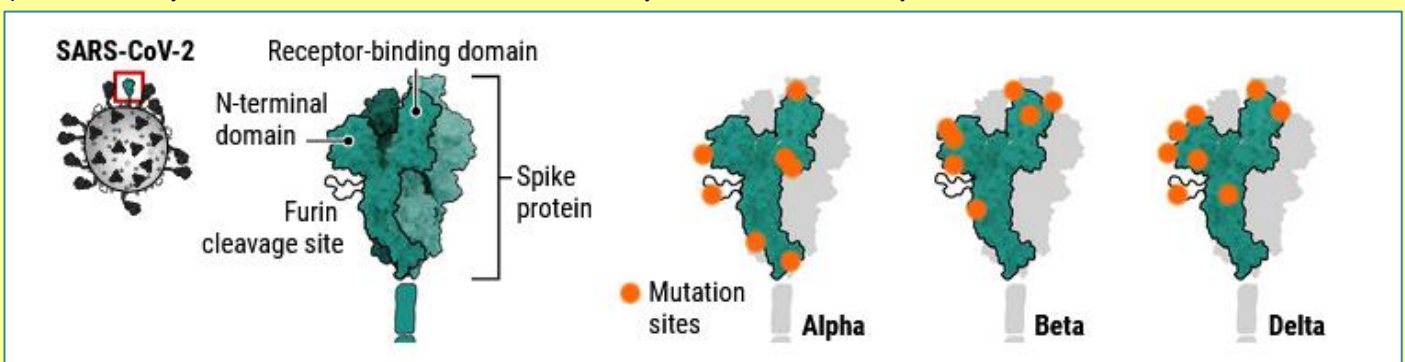 SARS-CoV-2
Receptor-binding domain
N-terminal
domain
Furin
cleavage site
Spike
protein
Mutation
sites
Alpha
Beta
Delta